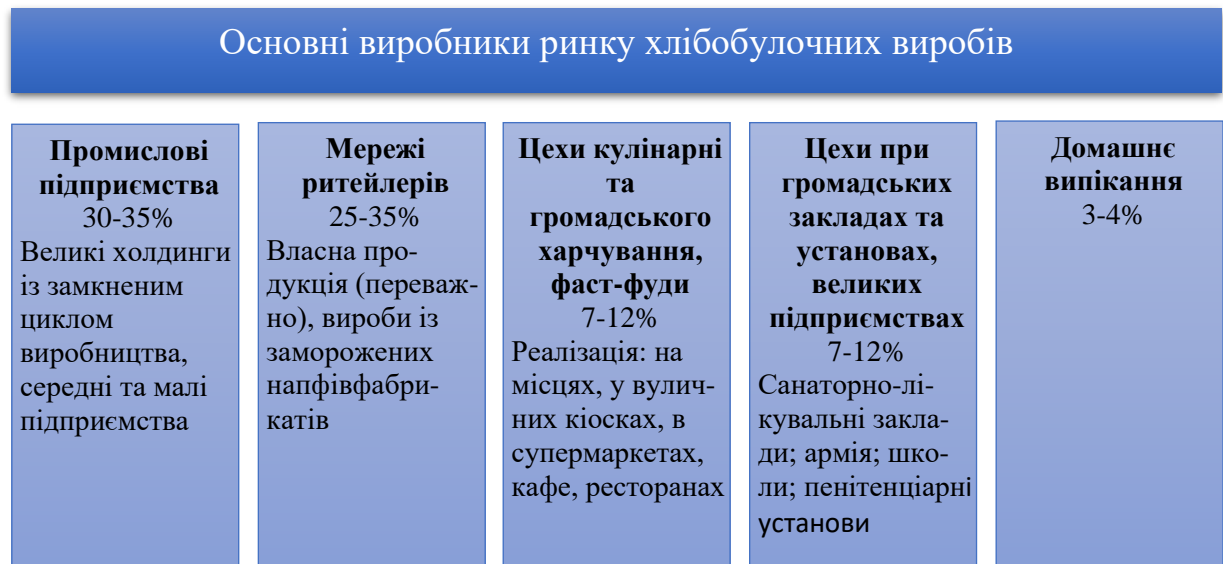 Основні виробники ринку хлібобулочних виробів
Промислові
підприємства
30-35%
Великі холдинги
із замкненим
циклом
виробництва,
середні та малі
підприємства
Мережі
ритейлерів
25-35%
Власна про-
дукція (переваж-
но), вироби із
заморожених
напфівфабри-
катів
Цехи кулінарні
та
громадського
харчування,
фаст-фуди
7-12%
Реалізація: на
місцях, у вулич-
них кіосках, в
супермаркетах,
кафе, ресторанах
Цехи при
громадських
закладах та
установах,
великих
підприємствах
7-12%
Санаторно-лі-
кувальні закла-
ди; армія; шко-
ли; пенітенціарні
установи
Домашнє
випікання
3-4%